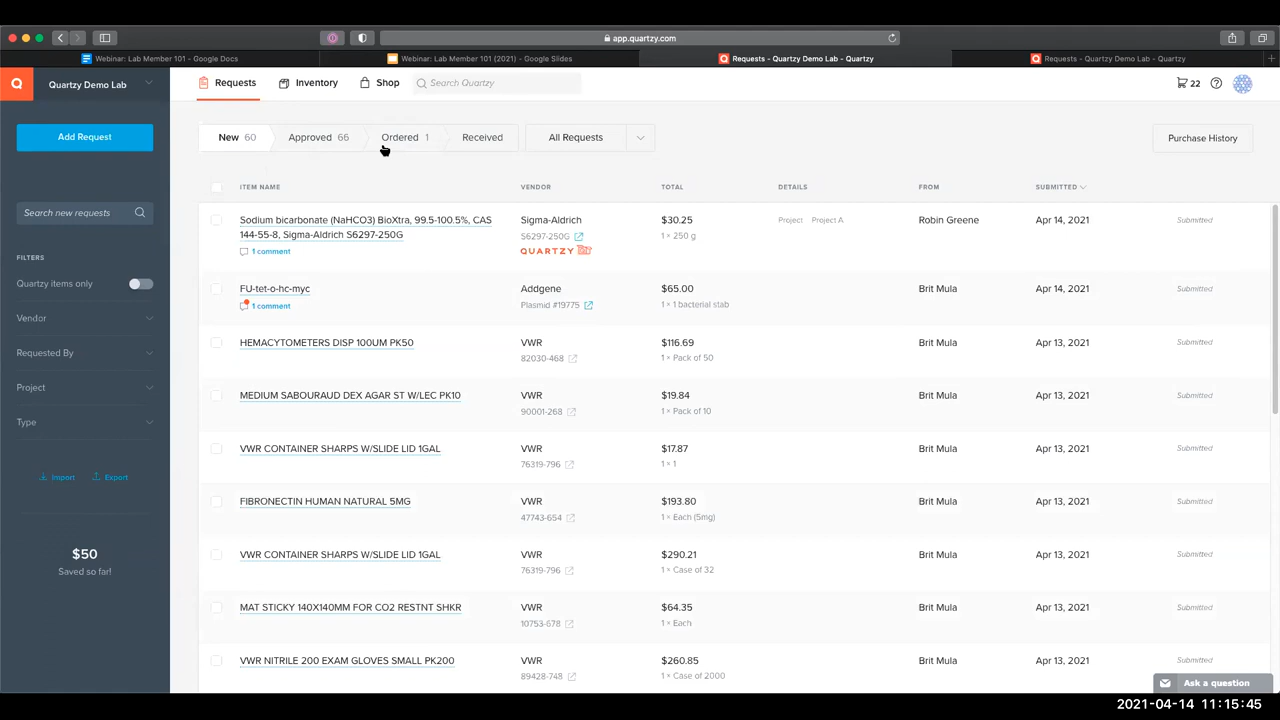 app.quartzy.com
Webinar: Lab Member 101 - Google Docs
Webinar: Lab Member 101 (2021) - Google Slides
Requests - Quartzy Demo Lab - Quartzy
Requests - Quartzy Demo Lab - Quartzy
Q
Quartzy Demo Lab
Requests
Inventory
Shop
Search Quartzy
22
Add Request
New 60
Approved 66
Ordered 1
Received
All Requests
Purchase History
Search new requests
FILTERS
Quartzy items only
Vendor
Requested By
Project
Type
Import
Export
$50
Saved so far!
ITEM NAME
VENDOR
TOTAL
DETAILS
FROM
SUBMITTED
Sodium bicarbonate (NaHCO3) BioXtra, 99.5-100.5%, CAS
144-55-8, Sigma-Aldrich S6297-250G
1 comment
Sigma-Aldrich
S6297-250G
QUARTZY
$30.25
1 × 250 g
Project Project A
Robin Greene
Apr 14, 2021
Submitted
FU-tet-o-hc-myc
1 comment
Addgene
Plasmid #19775
$65.00
1 × 1 bacterial stab
Brit Mula
Apr 14, 2021
Submitted
HEMACYTOMETERS DISP 100UM PK50
VWR
82030-468
$116.69
1 × Pack of 50
Brit Mula
Apr 13, 2021
Submitted
MEDIUM SABOURAUD DEX AGAR ST W/LEC PK10
VWR
90001-268
$19.84
1 × Pack of 10
Brit Mula
Apr 13, 2021
Submitted
VWR CONTAINER SHARPS W/SLIDE LID 1GAL
VWR
76319-796
$17.87
1 × 1
Brit Mula
Apr 13, 2021
Submitted
FIBRONECTIN HUMAN NATURAL 5MG
VWR
47743-654
$193.80
1 × Each (5mg)
Brit Mula
Apr 13, 2021
Submitted
VWR CONTAINER SHARPS W/SLIDE LID 1GAL
VWR
76319-796
$290.21
1 × Case of 32
Brit Mula
Apr 13, 2021
Submitted
MAT STICKY 140X140MM FOR CO2 RESTNT SHKR
VWR
10753-678
$64.35
1 × Each
Brit Mula
Apr 13, 2021
Submitted
VWR NITRILE 200 EXAM GLOVES SMALL PK200
VWR
89428-748
$260.85
1 × Case of 2000
Brit Mula
Apr 13, 2021
Submitted
Ask a question
2021-04-14 11:15:45